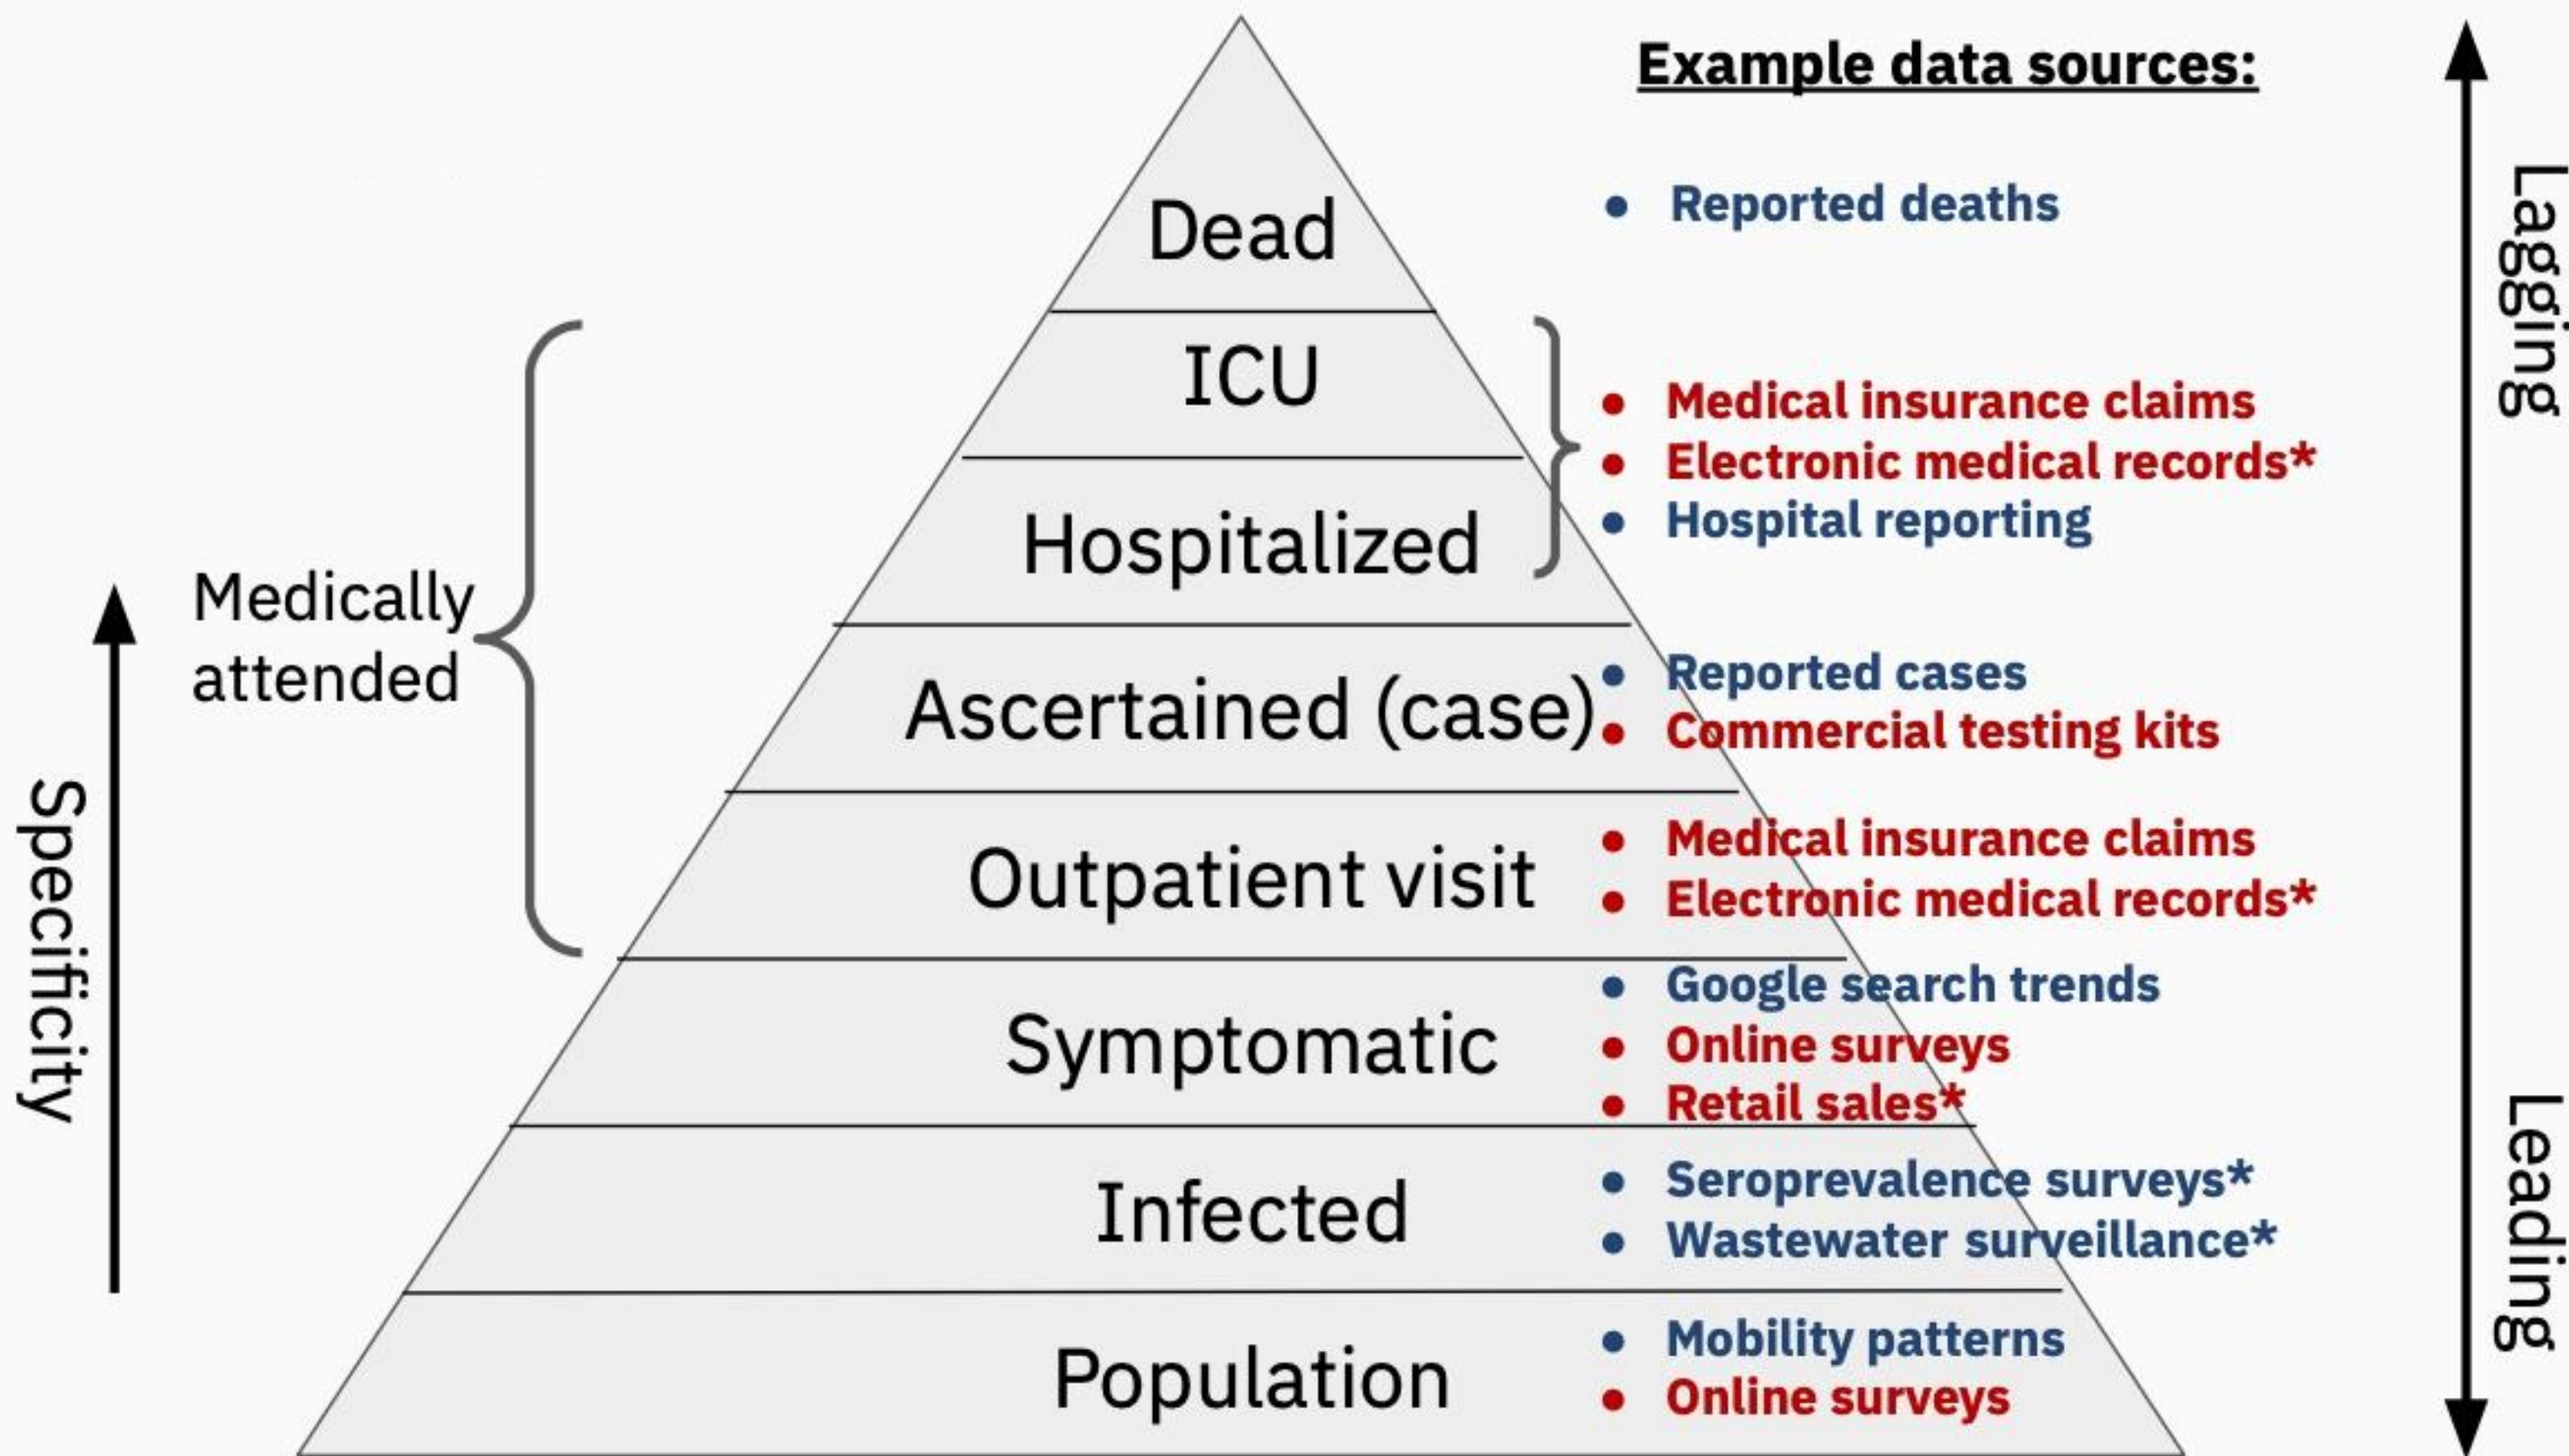 Example data sources:
Dead
• Reported deaths
ICU
• Medical insurance claims
• Electronic medical records*
Hospitalized
• Hospital reporting
Medically
attended
Ascertained (case)
• Reported cases
• Commercial testing kits
Outpatient visit
• Medical insurance claims
• Electronic medical records*
Symptomatic
• Google search trends
• Online surveys
• Retail sales*
Infected
• Seroprevalence surveys*
• Wastewater surveillance*
Population
• Mobility patterns
• Online surveys
Specificity
Lagging
Leading